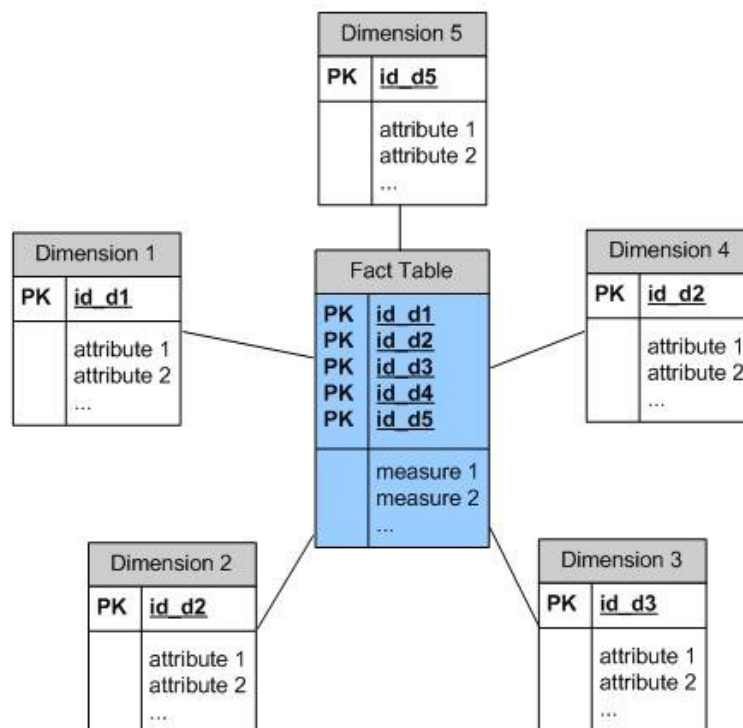 Dimension 5
PK id_d5
attribute 1
attribute 2
...
Dimension 1
PK id_d1
attribute 1
attribute 2
...
Fact Table
PK id_d1
PK id_d2
PK id_d3
PK id_d4
PK id_d5
measure 1
measure 2
...
Dimension 4
PK id_d2
attribute 1
attribute 2
...
Dimension 2
PK id_d2
attribute 1
attribute 2
...
Dimension 3
PK id_d3
attribute 1
attribute 2
...